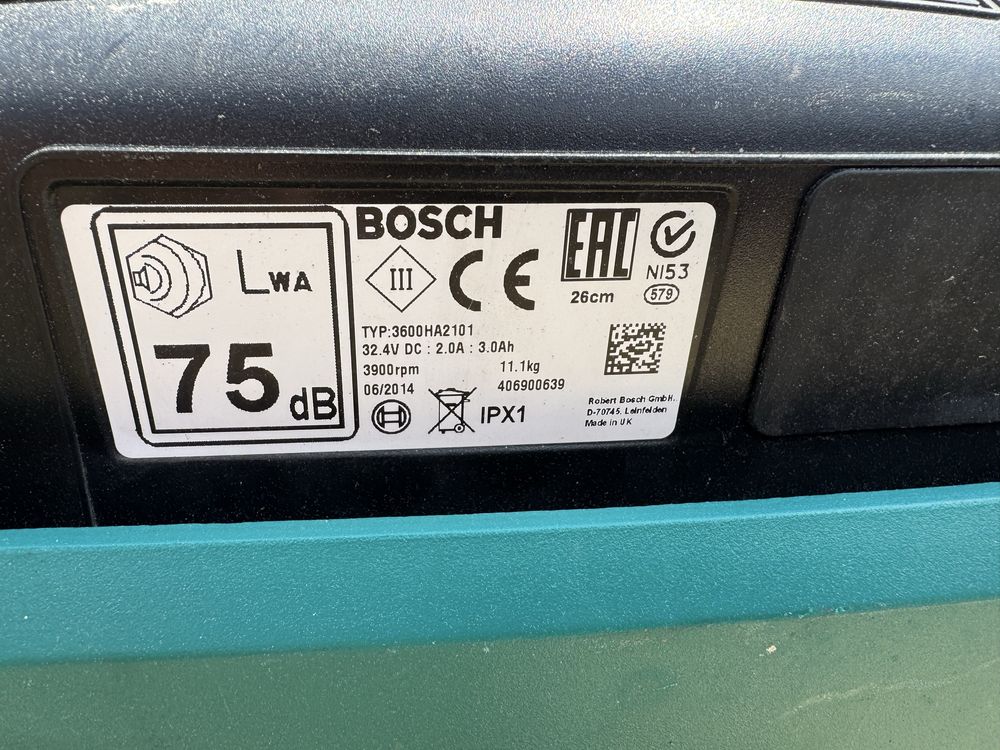 BOSCH
LWA
75 dB
III
CE
EAC
26cm
N153
579
TYP:3600HA2101
32.4V DC : 2.0A : 3.0Ah
3900rpm 11.1kg
06/2014 406900639
IPX1
Robert Bosch GmbH.
D-70745. Leinfelden
Made in UK